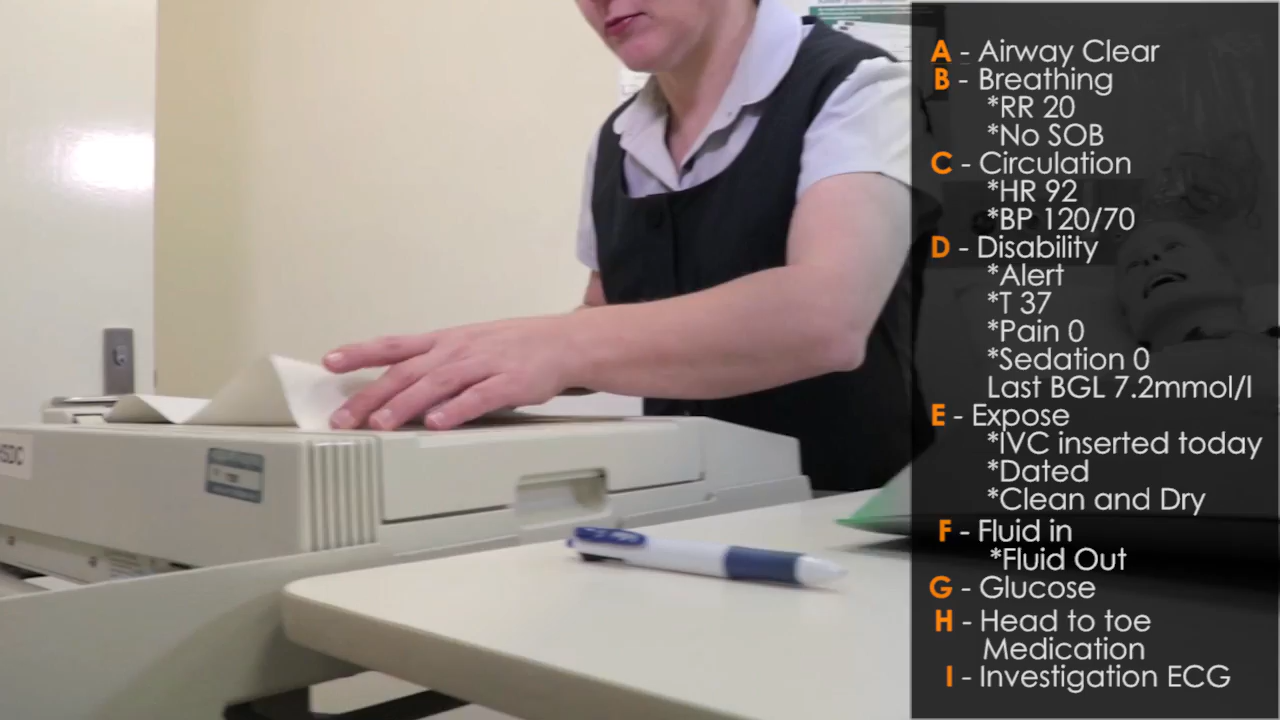 A - Airway Clear
B - Breathing
*RR 20
*No SOB
C - Circulation
*HR 92
*BP 120/70
D - Disability
*Alert
*T 37
*Pain 0
*Sedation 0
Last BGL 7.2mmol/l
E - Expose
*IVC inserted today
*Dated
*Clean and Dry
F - Fluid in
*Fluid Out
G - Glucose
H - Head to toe
Medication
I - Investigation ECG